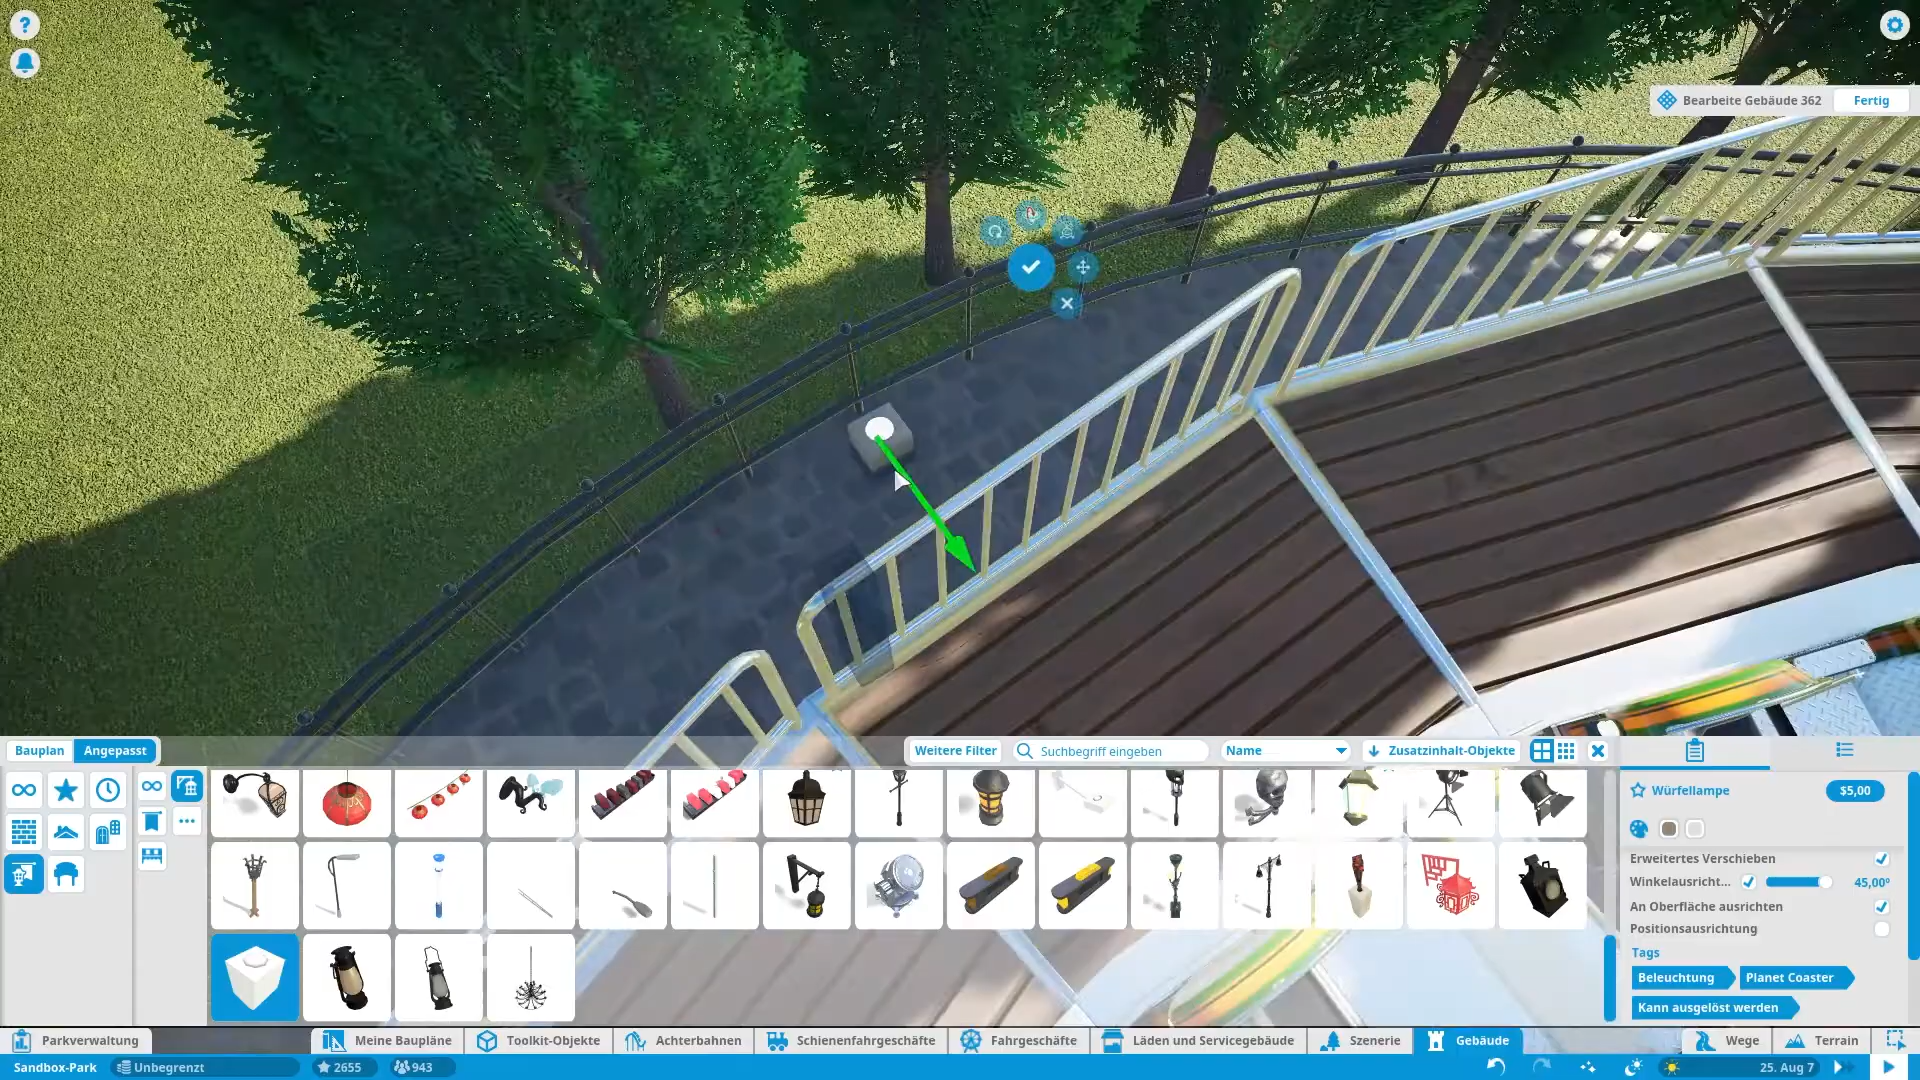 ?
Bearbeite Gebäude 362
Fertig
Bauplan
Angepasst
Weitere Filter
Suchbegriff eingeben
Name
Zusatzinhalt-Objekte
Würfellampe
$5,00
Erweitertes Verschieben
Winkelausricht...
45,00°
An Oberfläche ausrichten
Positionsausrichtung
Tags
Beleuchtung
Planet Coaster
Kann ausgelöst werden
Parkverwaltung
Meine Baupläne
Toolkit-Objekte
Achterbahnen
Schienenfahrgeschäfte
Fahrgeschäfte
Läden und Servicegebäude
Szenerie
Gebäude
Wege
Terrain
Sandbox-Park
Unbegrenzt
2655
943
25. Aug 7